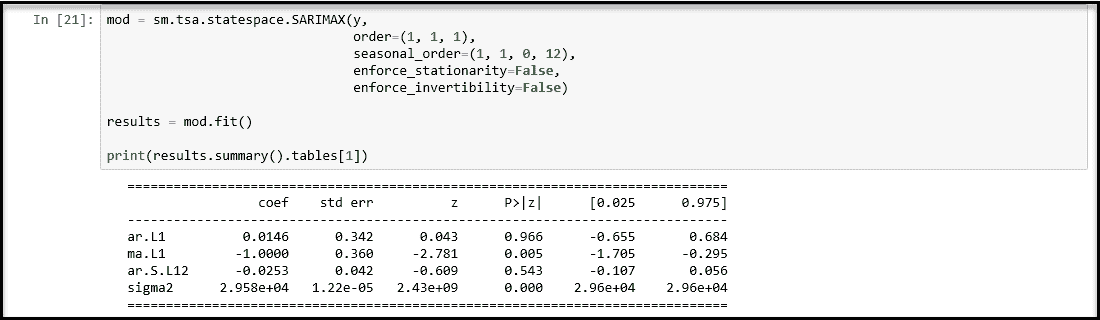 In [21]: mod = sm.tsa.statespace.SARIMAX(y,
order=(1, 1, 1),
seasonal_order=(1, 1, 0, 12),
enforce_stationarity=False,
enforce_invertibility=False)
results = mod.fit()
print(results.summary().tables[1])
==============================================================================
coef std err z P>|z| [0.025 0.975]
------------------------------------------------------------------------------
ar.L1 0.0146 0.342 0.043 0.966 -0.655 0.684
ma.L1 -1.0000 0.360 -2.781 0.005 -1.705 -0.295
ar.S.L12 -0.0253 0.042 -0.609 0.543 -0.107 0.056
sigma2 2.958e+04 1.22e-05 2.43e+09 0.000 2.96e+04 2.96e+04
==============================================================================